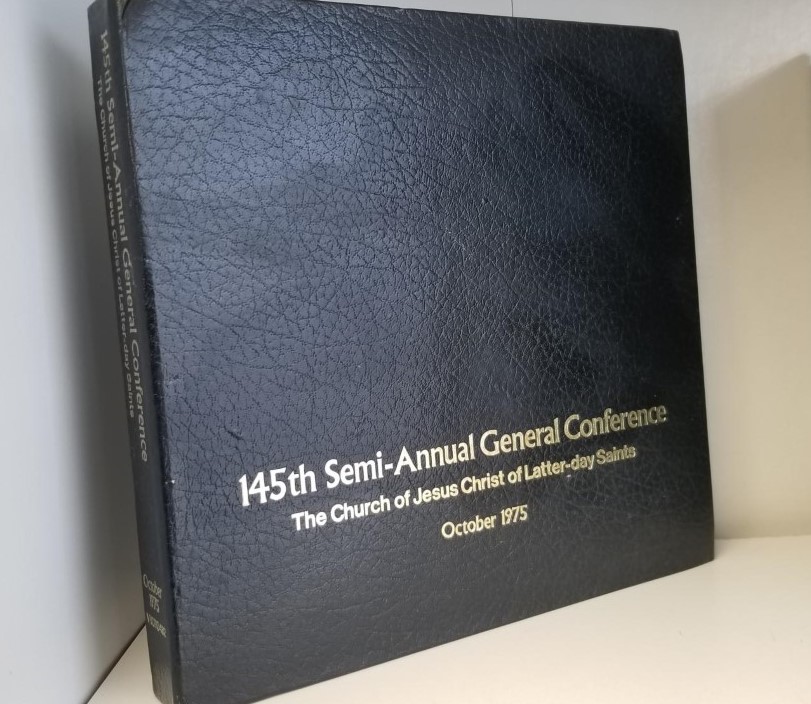 145th Semi-Annual General Conference
The Church of Jesus Christ of Latter-day Saints
October
1975
145th Semi-Annual General Conference
The Church of Jesus Christ of Latter-day Saints
October 1975